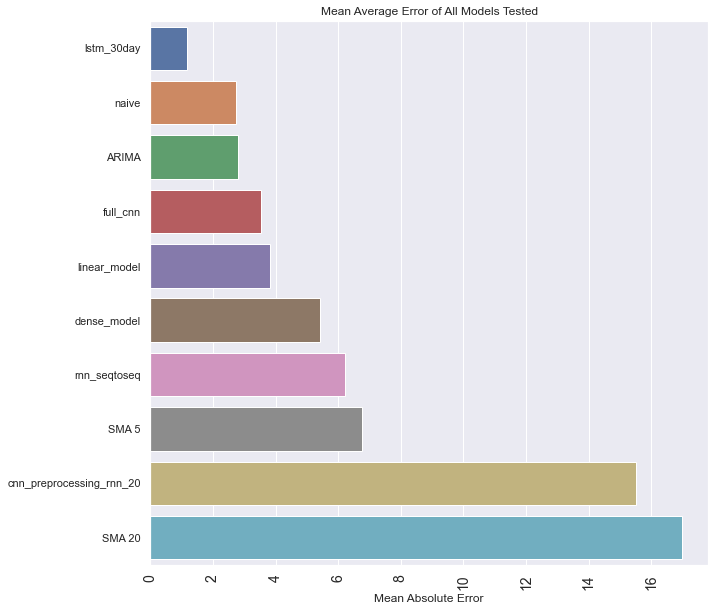 Mean Average Error of All Models Tested
lstm_30day
naive
ARIMA
full_cnn
linear_model
dense_model
rnn_seqtoseq
SMA 5
cnn_preprocessing_rnn_20
SMA 20
0 2 4 6 8 10 12 14 16
Mean Absolute Error